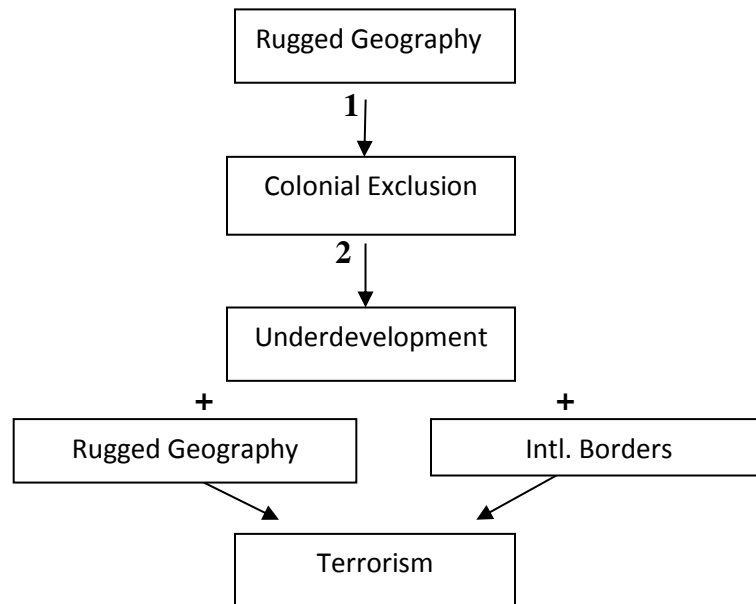 Rugged Geography
1
Colonial Exclusion
2
Underdevelopment
+ +
Rugged Geography Intl. Borders
Terrorism